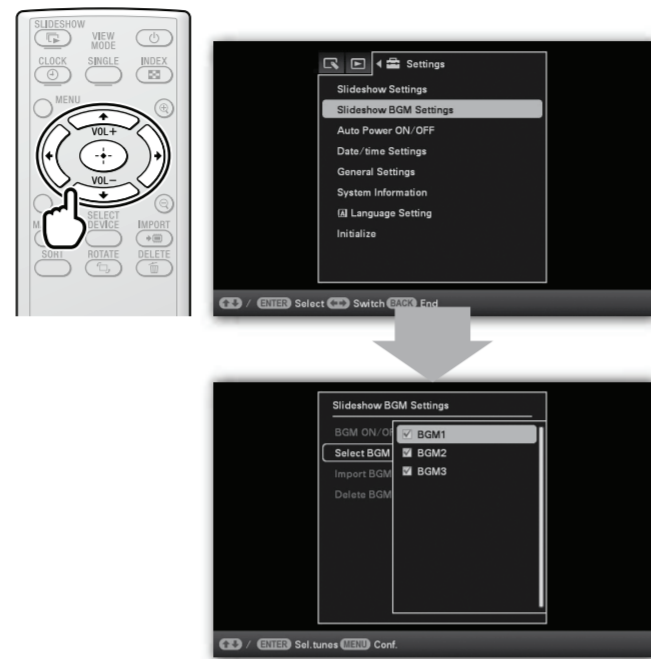 SLIDESHOW
VIEW
MODE
CLOCK SINGLE INDEX
MENU
VOL+
VOL−
SELECT
DEVICE IMPORT
SORT ROTATE DELETE
Settings
Slideshow Settings
Slideshow BGM Settings
Auto Power ON/OFF
Date/time Settings
General Settings
System Information
[A] Language Setting
Initialize
/ ENTER Select Switch BACK End
Slideshow BGM Settings
BGM1
Select BGM BGM2
Import BGM BGM3
Delete BGM
/ ENTER Sel.tunes MENU Conf.